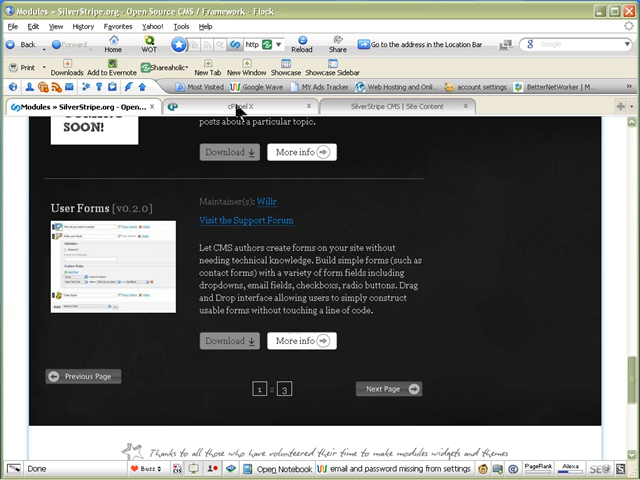 Modules » SilverStripe.org - Open Source CMS / Framework - Flock
File Edit View History Favorites Yahoo! Tools Help
Back Forward Home WOT http Reload Share Go to the address in the Location Bar Google
Print Downloads Add to Evernote Shareaholic New Tab New Window Showcase Showcase Sidebar
Most Visited Google Wave MY Ads Tracker Web Hosting and Onli... account settings BetterNetWorker | Blog »
Modules » SilverStripe.org - Open... x cPanel X x SilverStripe CMS | Site Content x
SOON!
posts about a particular topic.
Download More info
User Forms [v0.2.0]
Maintainer(s): Willr
Visit the Support Forum
Let CMS authors create forms on your site without
needing technical knowledge. Build simple forms (such as
contact forms) with a variety of form fields including
dropdowns, email fields, checkboxes, radio buttons. Drag
and Drop interface allowing users to simply construct
usable forms without touching a line of code.
Download More info
Previous Page 1 2 3 Next Page
Thanks to all those who have volunteered their time to make modules widgets and themes
Done Buzz Open Notebook email and password missing from settings PageRank Alexa SEO